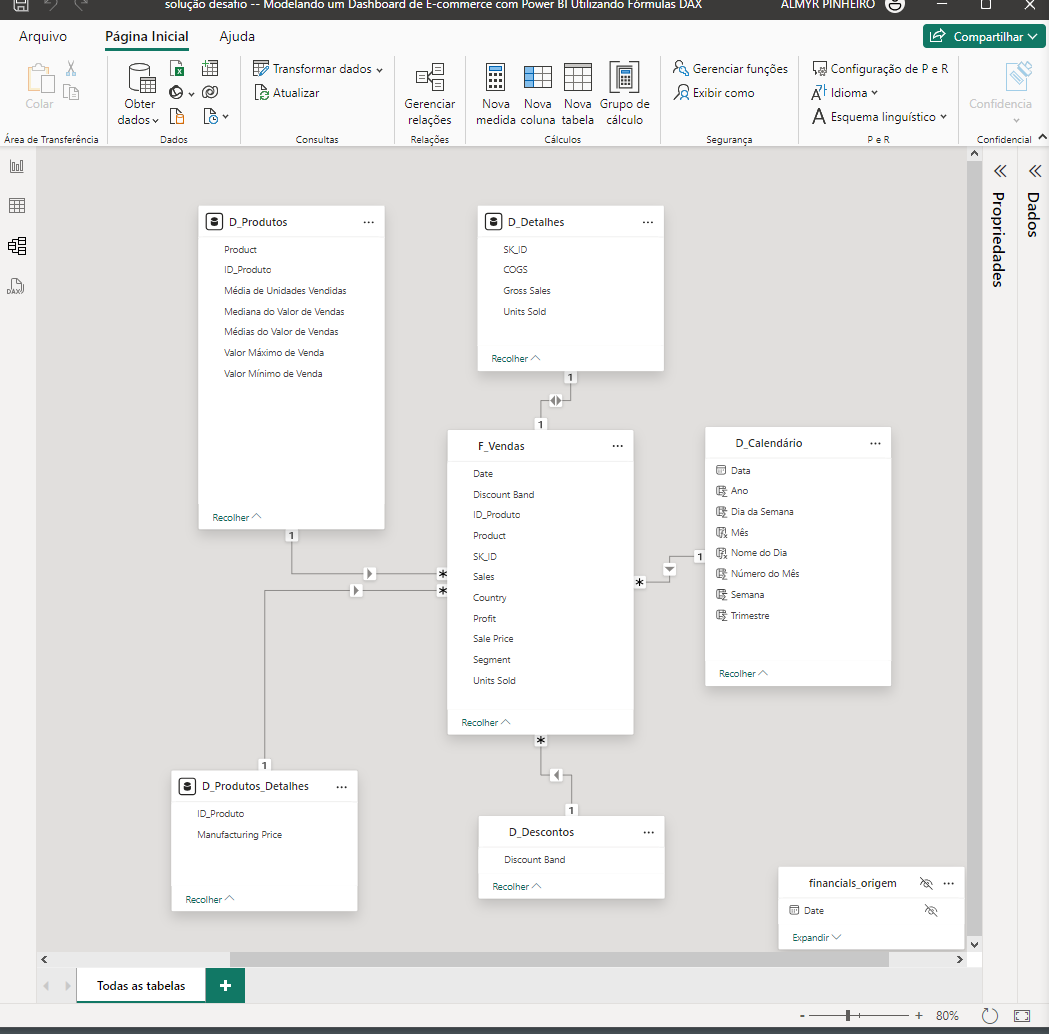 solução desafio -- Modelando um Dashboard de E-commerce com Power BI Utilizando Fórmulas DAX
ALMYR PINHEIRO
Arquivo
Página Inicial
Ajuda
Compartilhar
Colar
Área de Transferência
Obter dados
Dados
Transformar dados
Atualizar
Consultas
Gerenciar relações
Relações
Nova medida
Nova coluna
Nova tabela
Grupo de cálculo
Cálculos
Gerenciar funções
Exibir como
Segurança
Configuração de P e R
Idioma
Esquema linguístico
P e R
Confidencia
Confidencial
DAX
Propriedades
Dados
D_Produtos
Product
ID_Produto
Média de Unidades Vendidas
Mediana do Valor de Vendas
Médias do Valor de Vendas
Valor Máximo de Venda
Valor Mínimo de Venda
Recolher
1
*
D_Detalhes
SK_ID
COGS
Gross Sales
Units Sold
Recolher
1
1
F_Vendas
Date
Discount Band
ID_Produto
Product
SK_ID
Sales
Country
Profit
Sale Price
Segment
Units Sold
Recolher
D_Calendário
Data
Ano
Dia da Semana
Mês
Nome do Dia
Número do Mês
Semana
Trimestre
Recolher
1
*
D_Produtos_Detalhes
ID_Produto
Manufacturing Price
Recolher
1
*
D_Descontos
Discount Band
Recolher
1
*
financials_origem
Date
Expandir
Todas as tabelas
+
- + 80%